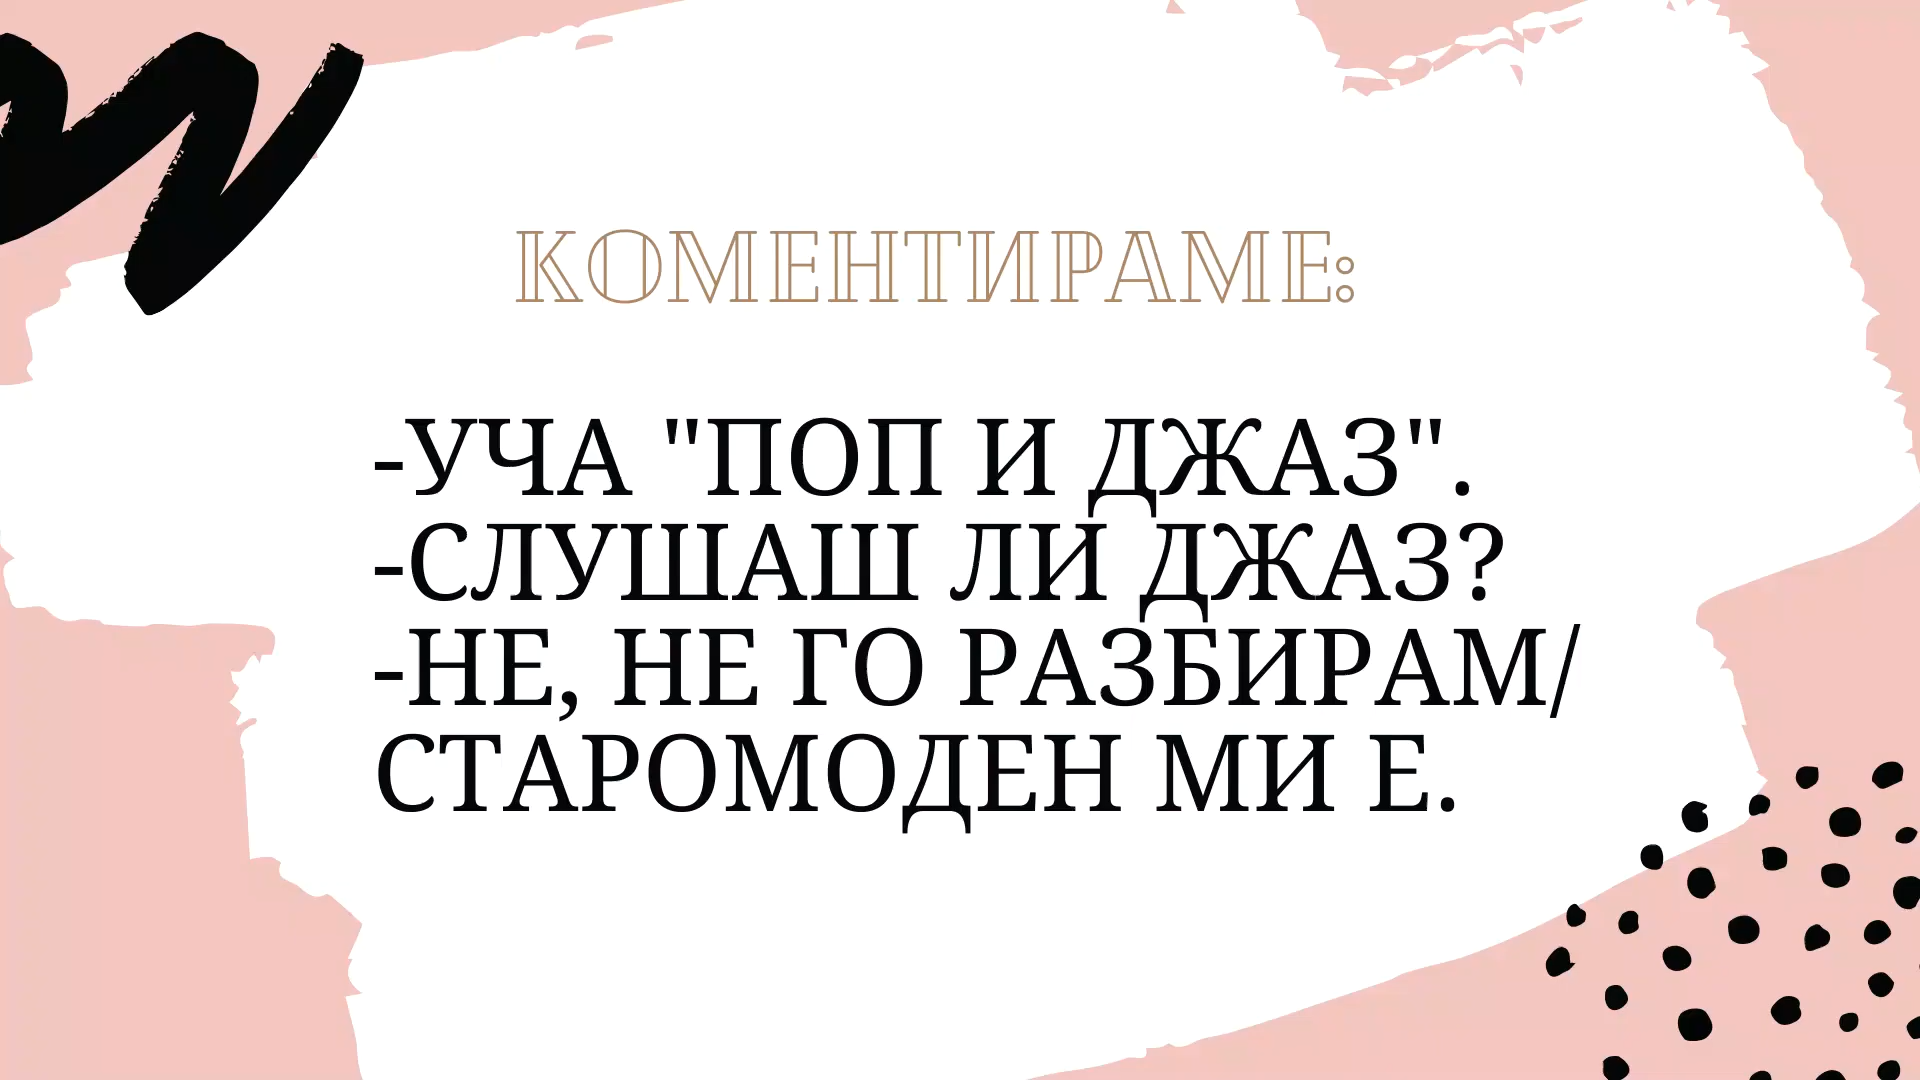 КОМЕНТИРАМЕ:
-УЧА "ПОП И ДЖАЗ".
-СЛУШАШ ЛИ ДЖАЗ?
-НЕ, НЕ ГО РАЗБИРАМ/
СТАРОМОДЕН МИ Е.